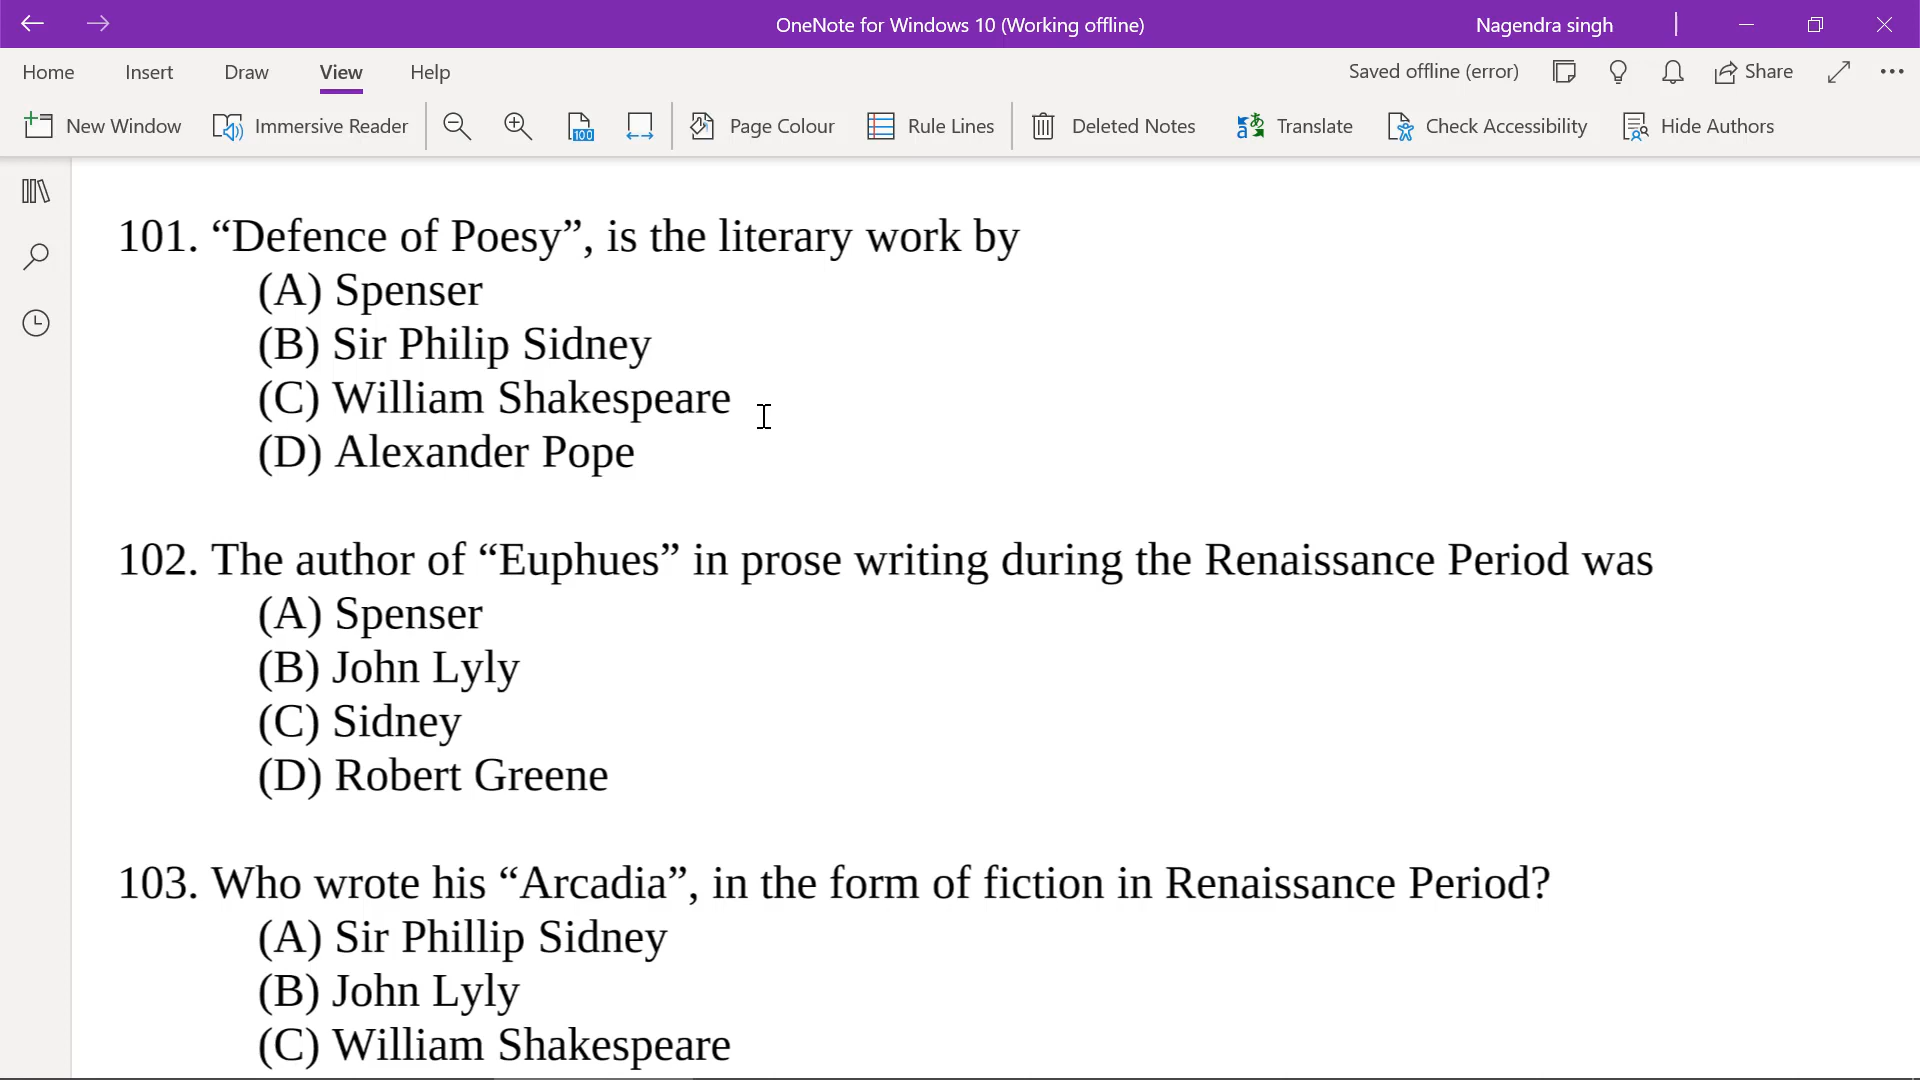 OneNote for Windows 10 (Working offline)
Nagendra singh
Home Insert Draw View Help
Saved offline (error) Share
New Window Immersive Reader 100 Page Colour Rule Lines Deleted Notes Translate Check Accessibility Hide Authors
101. “Defence of Poesy”, is the literary work by
(A) Spenser
(B) Sir Philip Sidney
(C) William Shakespeare
(D) Alexander Pope
102. The author of “Euphues” in prose writing during the Renaissance Period was
(A) Spenser
(B) John Lyly
(C) Sidney
(D) Robert Greene
103. Who wrote his “Arcadia”, in the form of fiction in Renaissance Period?
(A) Sir Phillip Sidney
(B) John Lyly
(C) William Shakespeare